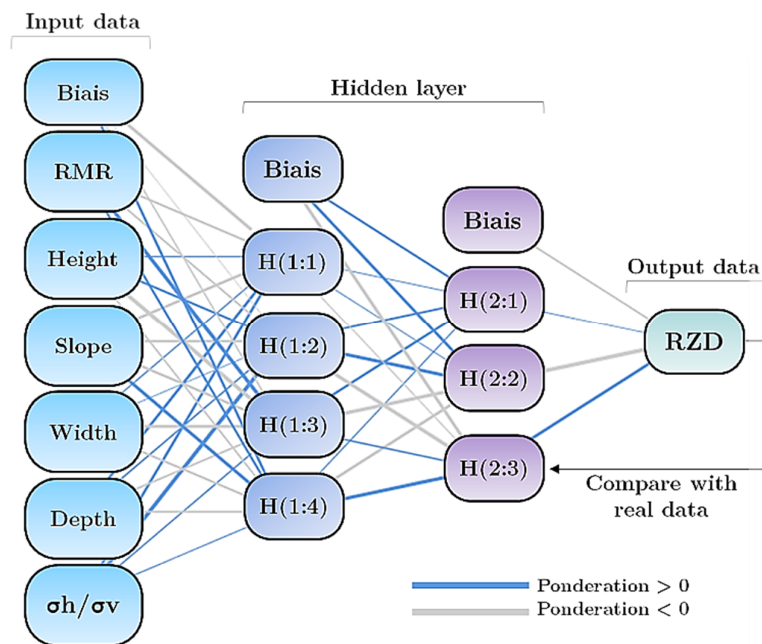 Input data
Biais
RMR
Height
Slope
Width
Depth
σh/σv
Hidden layer
Biais
H(1:1)
H(1:2)
H(1:3)
H(1:4)
Biais
H(2:1)
H(2:2)
H(2:3)
Output data
RZD
Compare with
real data
Ponderation > 0
Ponderation < 0